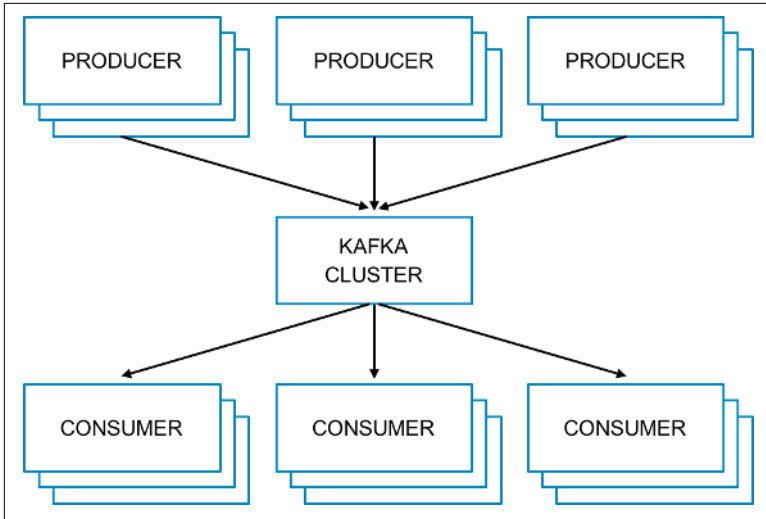 PRODUCER
PRODUCER
PRODUCER
KAFKA
CLUSTER
CONSUMER
CONSUMER
CONSUMER